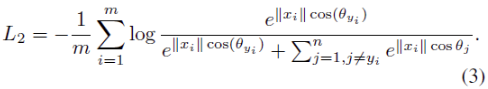 L_2 = -\frac{1}{m} \sum_{i=1}^{m} \log \frac{e^{\|x_i\| \cos(\theta_{y_i})}}{e^{\|x_i\| \cos(\theta_{y_i})} + \sum_{j=1, j \neq y_i}^{n} e^{\|x_i\| \cos \theta_j}}.
(3)